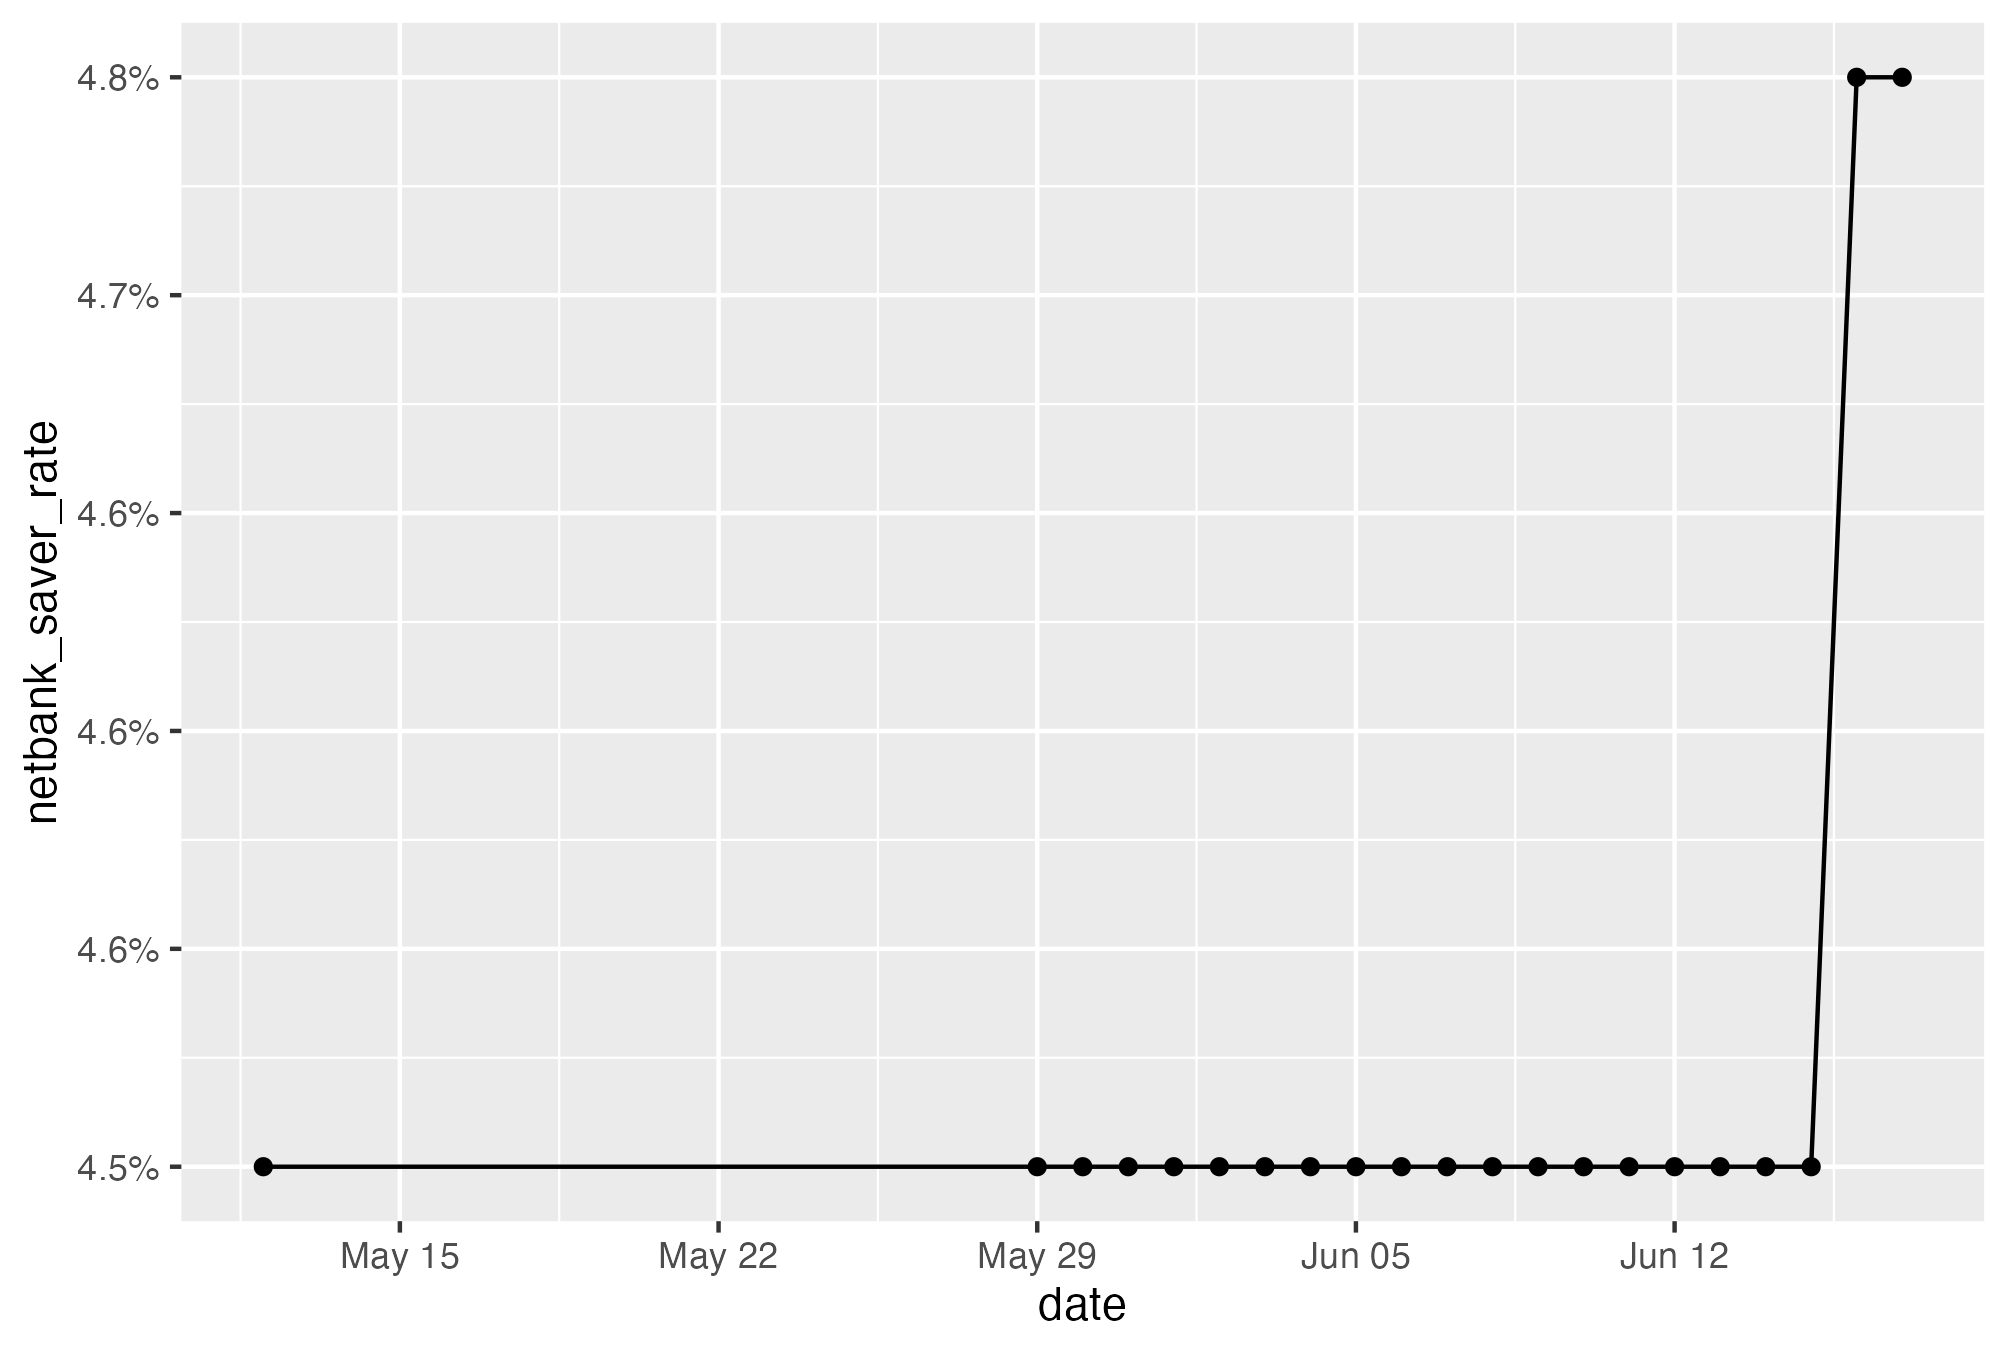 netbank_saver_rate
4.8%
4.7%
4.6%
4.6%
4.6%
4.5%
May 15
May 22
May 29
Jun 05
Jun 12
date